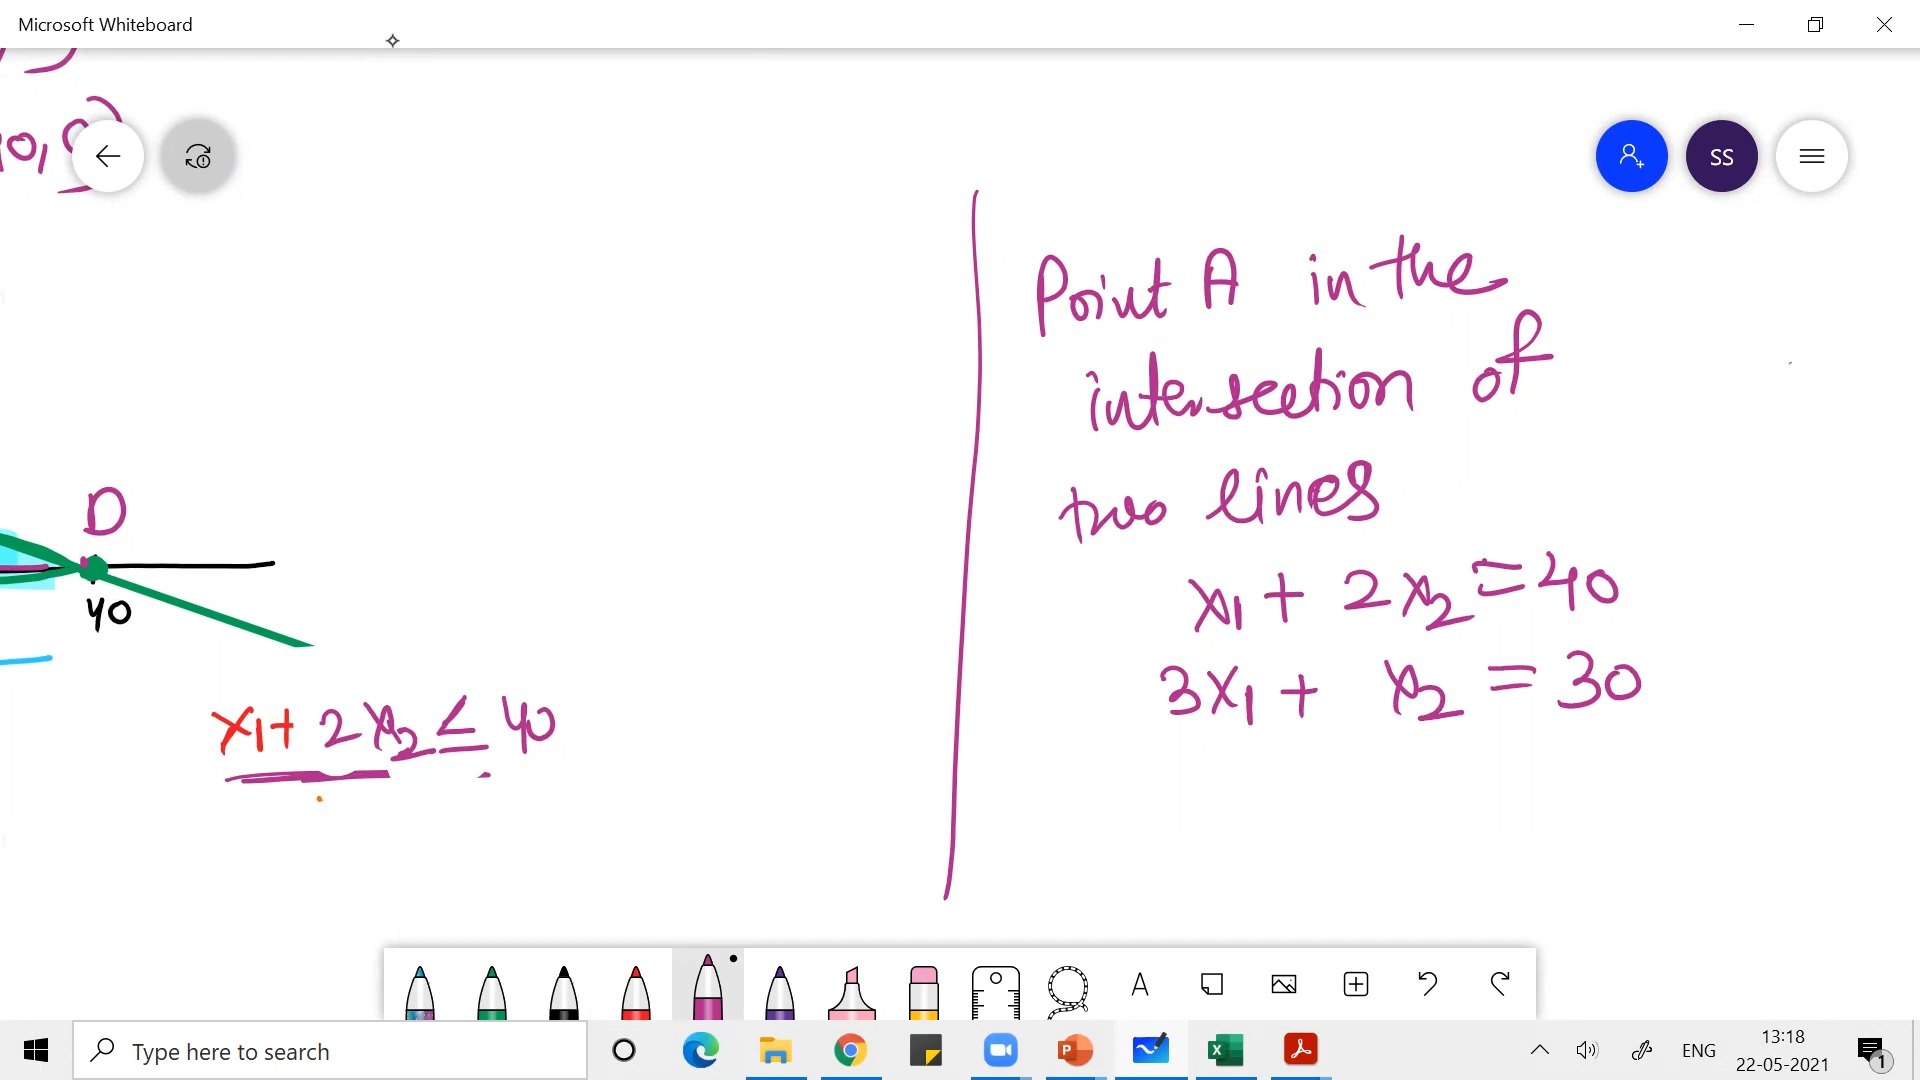 Microsoft Whiteboard
SS
Point A in the
intersection of
two lines
x1 + 2x2 = 40
3x1 + x2 = 30
D
40
x1 + 2x2 ≤ 40
A
Type here to search
ENG
13:18
22-05-2021
1